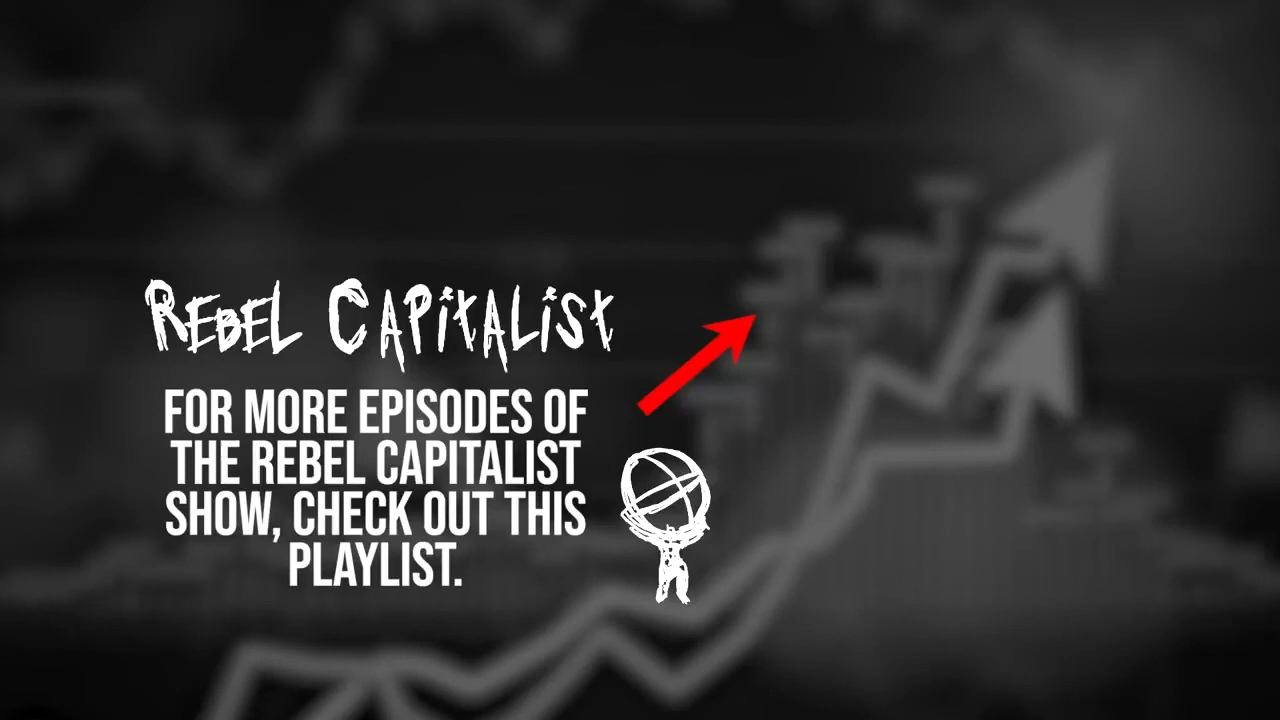 REBEL CAPITALIST
FOR MORE EPISODES OF
THE REBEL CAPITALIST
SHOW, CHECK OUT THIS
PLAYLIST.